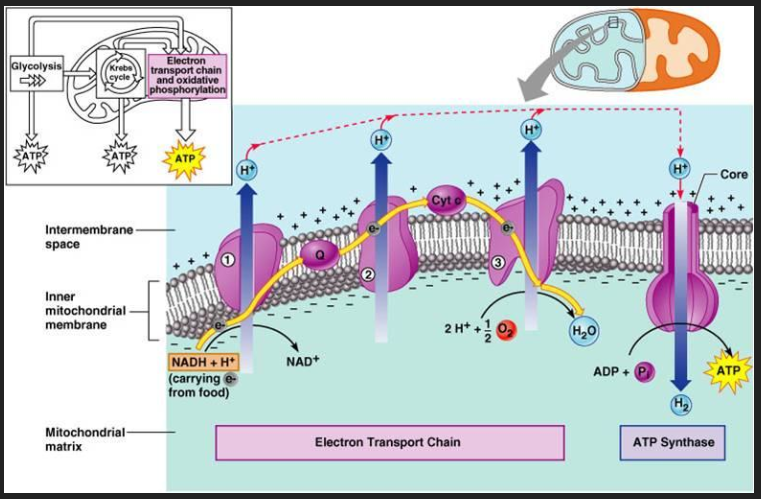 Glycolysis
Krebs
cycle
Electron
transport chain
and oxidative
phosphorylation
ATP
ATP
ATP
H+
H+
H+
H+
Core
Intermembrane
space
Cyt c
Q
e-
e-
e-
1
2
3
Inner
mitochondrial
membrane
2 H+ + 1/2 O2
H2O
NADH + H+
(carrying e-
from food)
NAD+
ADP + Pi
ATP
H2
Mitochondrial
matrix
Electron Transport Chain
ATP Synthase